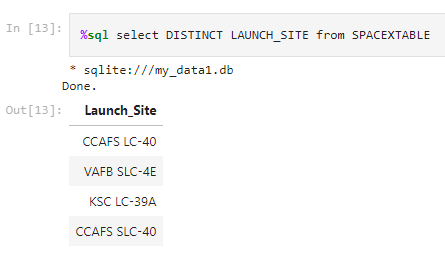 In [13]: %sql select DISTINCT LAUNCH_SITE from SPACEXTABLE
* sqlite:///my_data1.db
Done.
Out[13]: Launch_Site
CCAFS LC-40
VAFB SLC-4E
KSC LC-39A
CCAFS SLC-40